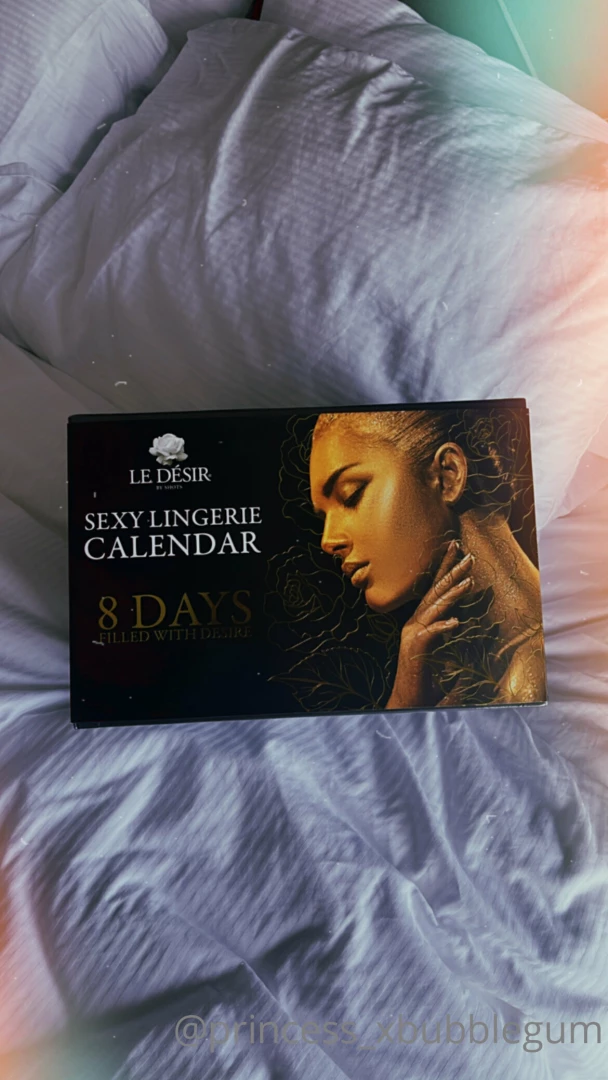 LE DÉSIR
BY SHOTS
SEXY LINGERIE
CALENDAR
8 DAYS
FILLED WITH DESIRE
@princess_xbubblegum